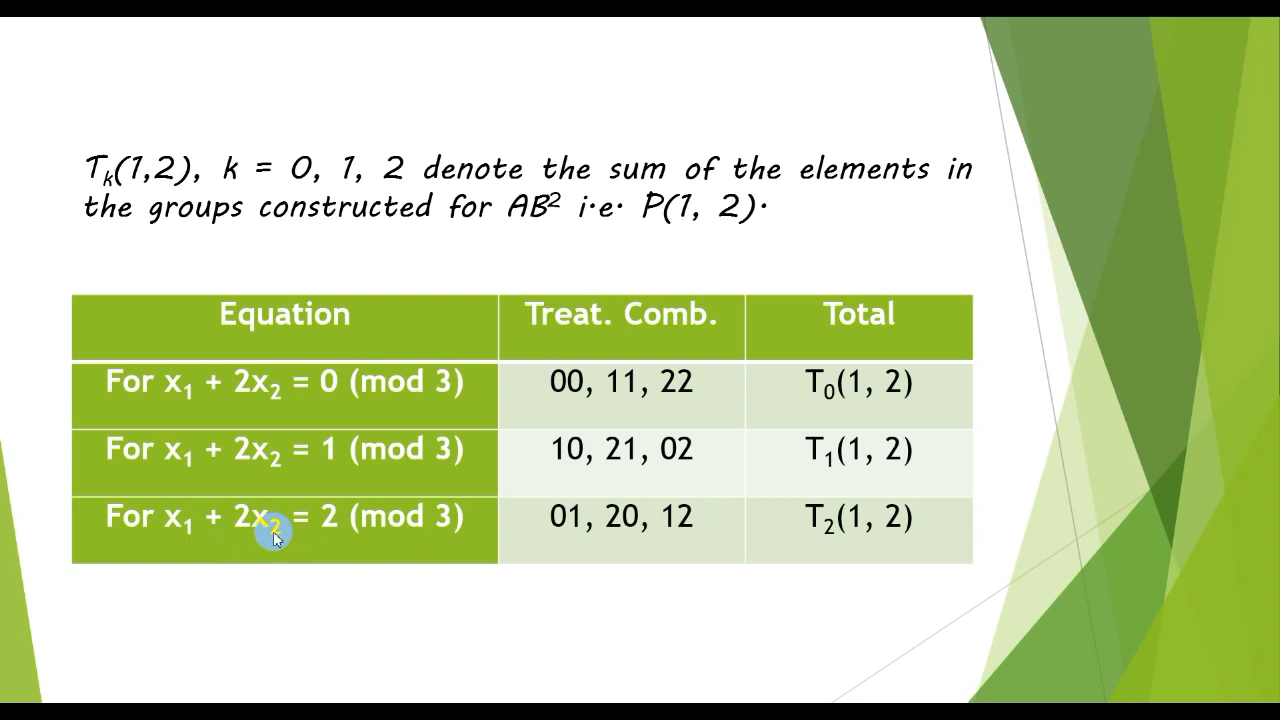 Tₖ(1,2), k = 0, 1, 2 denote the sum of the elements in
the groups constructed for AB² i.e. P(1, 2).
Equation Treat. Comb. Total
For x₁ + 2x₂ = 0 (mod 3) 00, 11, 22 T₀(1, 2)
For x₁ + 2x₂ = 1 (mod 3) 10, 21, 02 T₁(1, 2)
For x₁ + 2x₂ = 2 (mod 3) 01, 20, 12 T₂(1, 2)